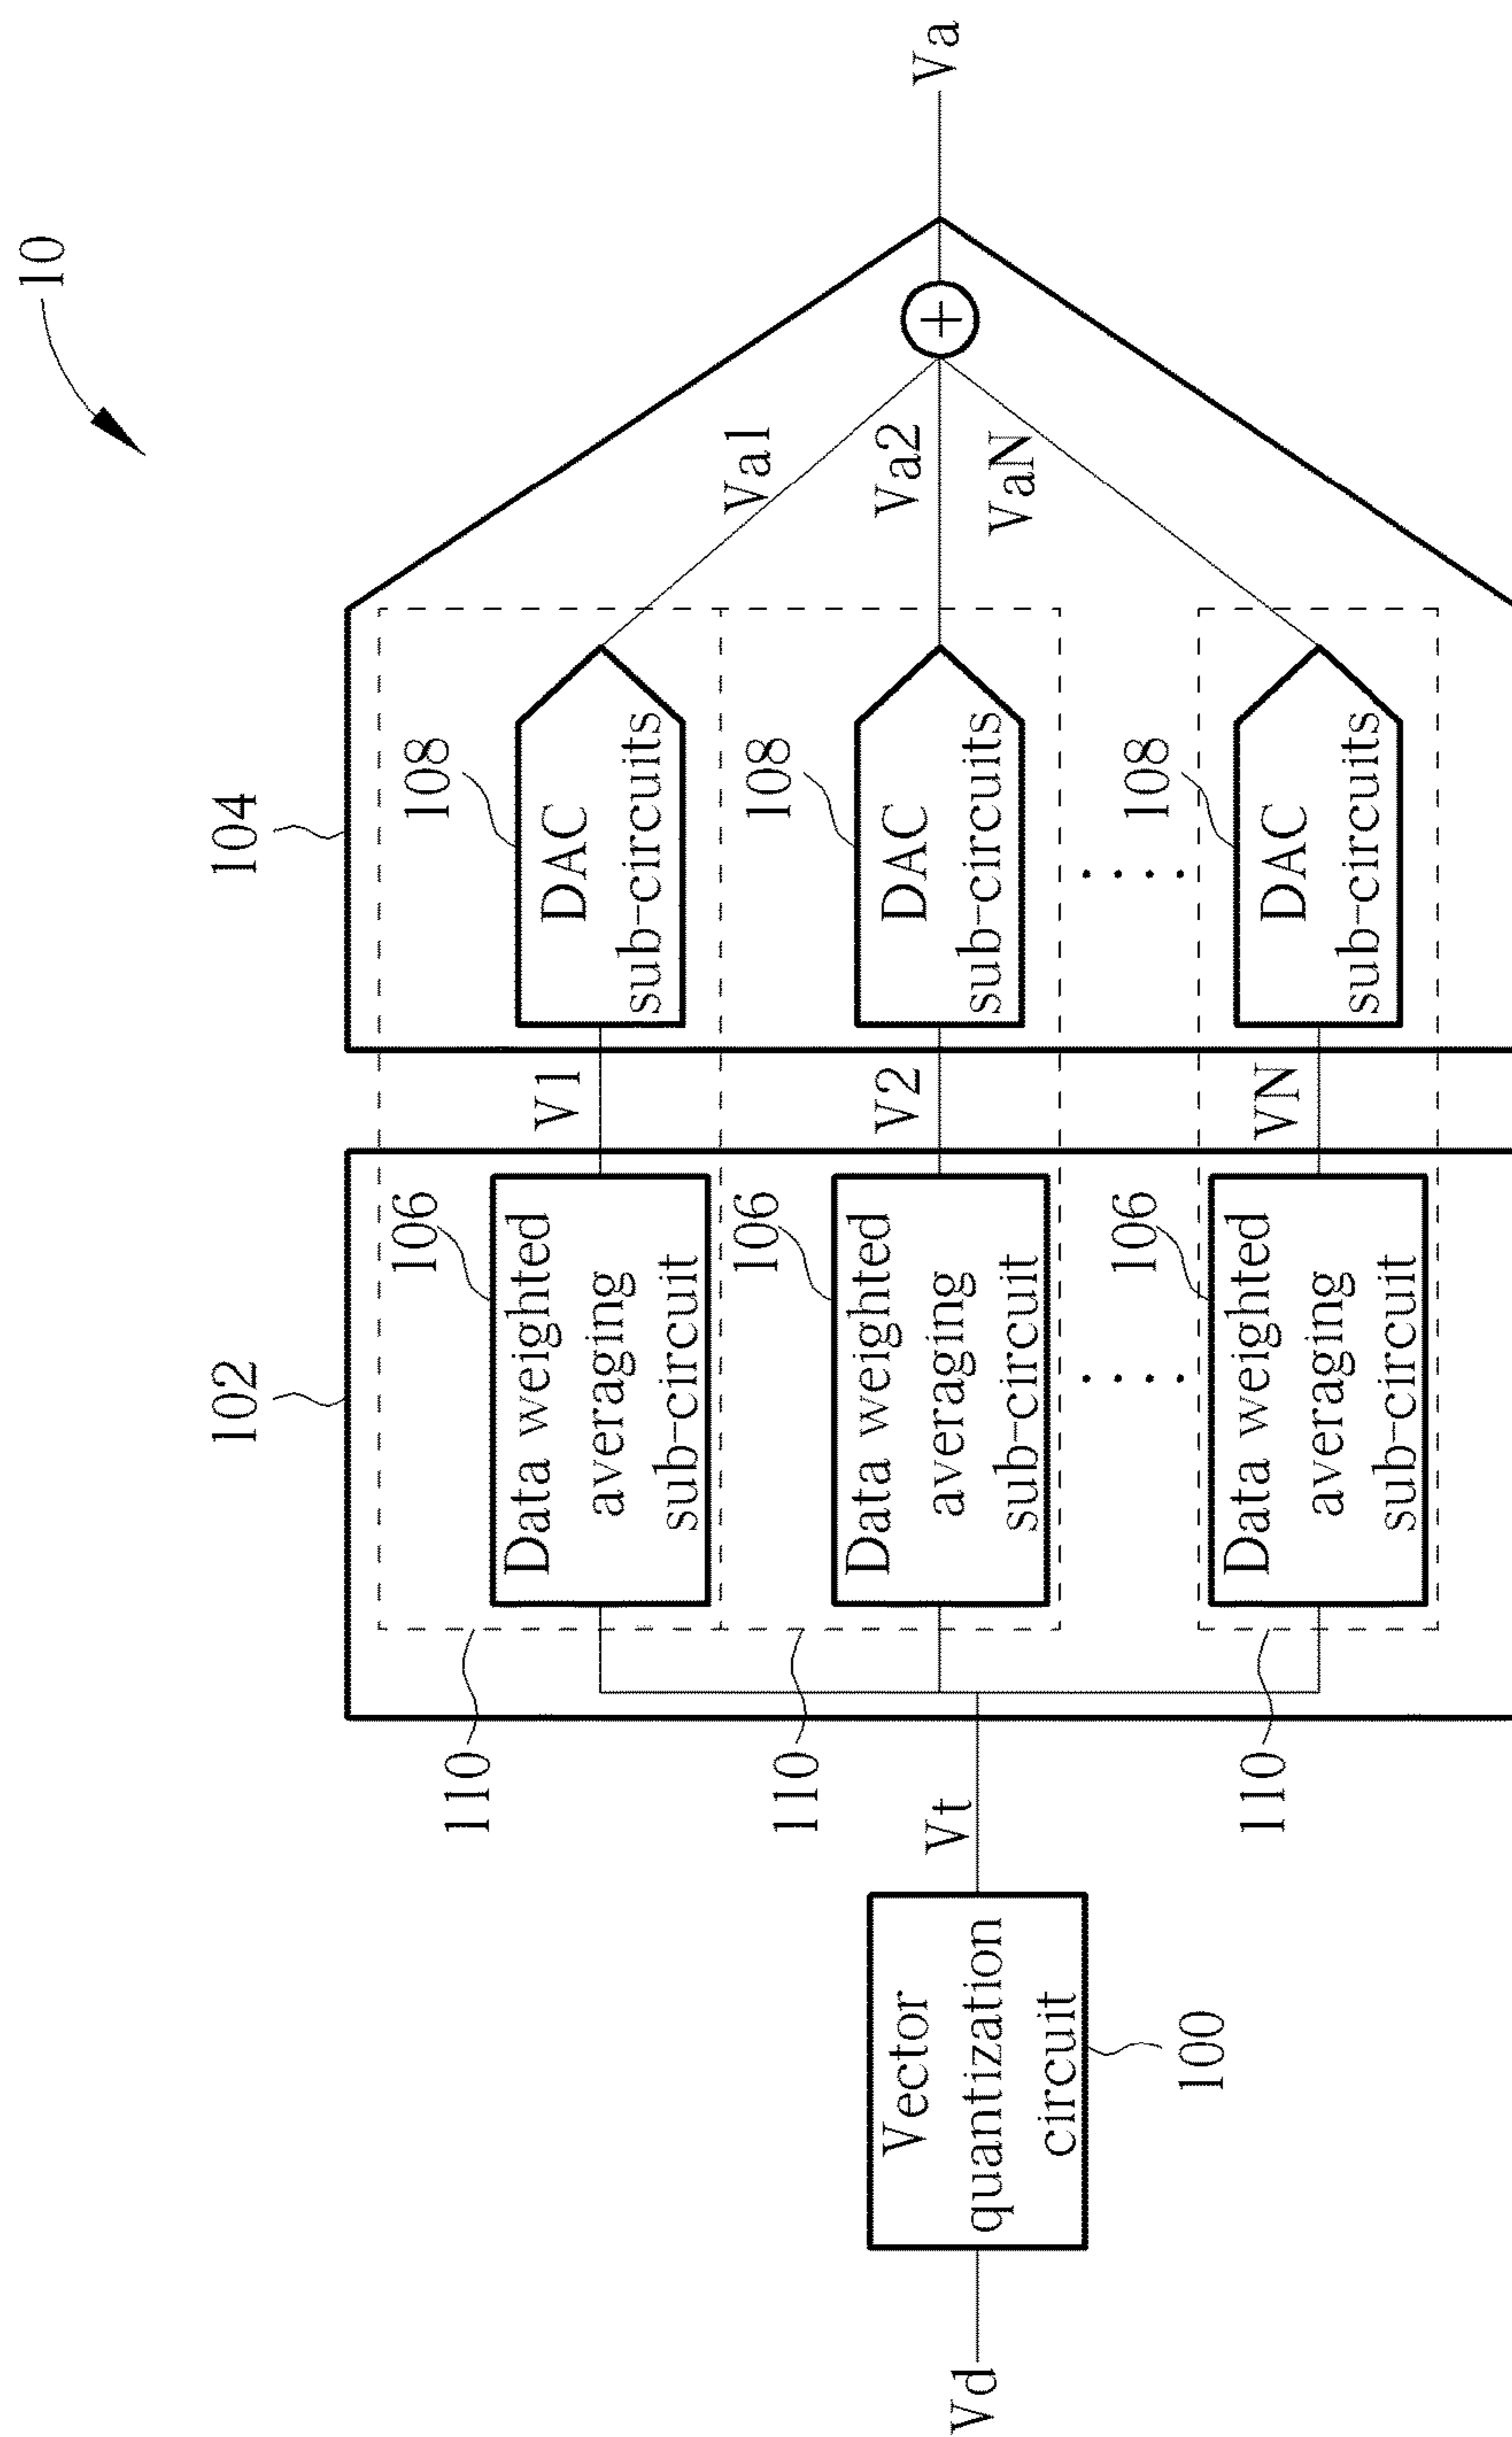 10
102
104
106
108
Data weighted
averaging
sub-circuit
V1
DAC
sub-circuits
Va1
110
106
108
Data weighted
averaging
sub-circuit
V2
DAC
sub-circuits
Va2
Va
110
Vd
Vector
quantization
circuit
100
Vt
106
108
Data weighted
averaging
sub-circuit
VN
DAC
sub-circuits
VaN
110